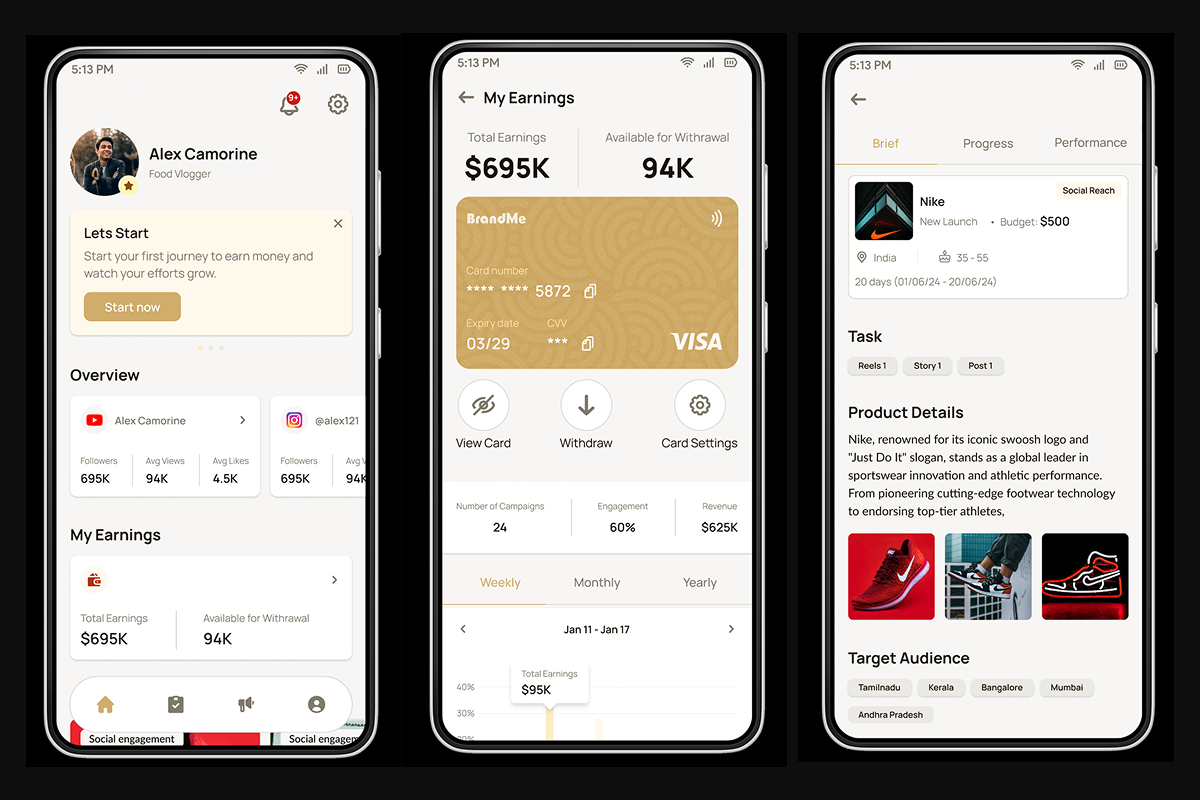 5:13 PM
9+
Alex Camorine
Food Vlogger
Lets Start
Start your first journey to earn money and
watch your efforts grow.
Start now
Overview
Alex Camorine
@alex121
Followers
Avg Views
Avg Likes
Followers
695K
94K
4.5K
695K
94K
My Earnings
Total Earnings
Available for Withdrawal
$695K
94K
Social engagement
Social engagem
5:13 PM
My Earnings
Total Earnings
Available for Withrawal
$695K
94K
BrandMe
Card number
**** **** 5872
Expiry date
CVV
03/29
***
VISA
View Card
Withdraw
Card Settings
Number of Campaigns
Engagement
Revenue
24
60%
$625K
Weekly
Monthly
Yearly
Jan 11 - Jan 17
Total Earnings
$95K
40%
30%
20%
5:13 PM
Brief
Progress
Performance
Nike
Social Reach
New Launch • Budget: $500
India
35 - 55
20 days (01/06/24 - 20/06/24)
Task
Reels 1
Story 1
Post 1
Product Details
Nike, renowned for its iconic swoosh logo and
"Just Do It" slogan, stands as a global leader in
sportswear innovation and athletic performance.
From pioneering cutting-edge footwear technology
to endorsing top-tier athletes,
Target Audience
Tamilnadu
Kerala
Bangalore
Mumbai
Andhra Pradesh